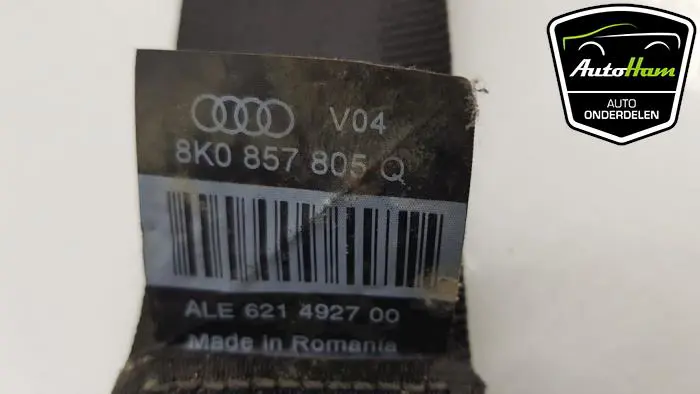 V04
8K0 857 805 Q
ALE 621 4927 00
Made in Romania
AutoHam
AUTO
ONDERDELEN